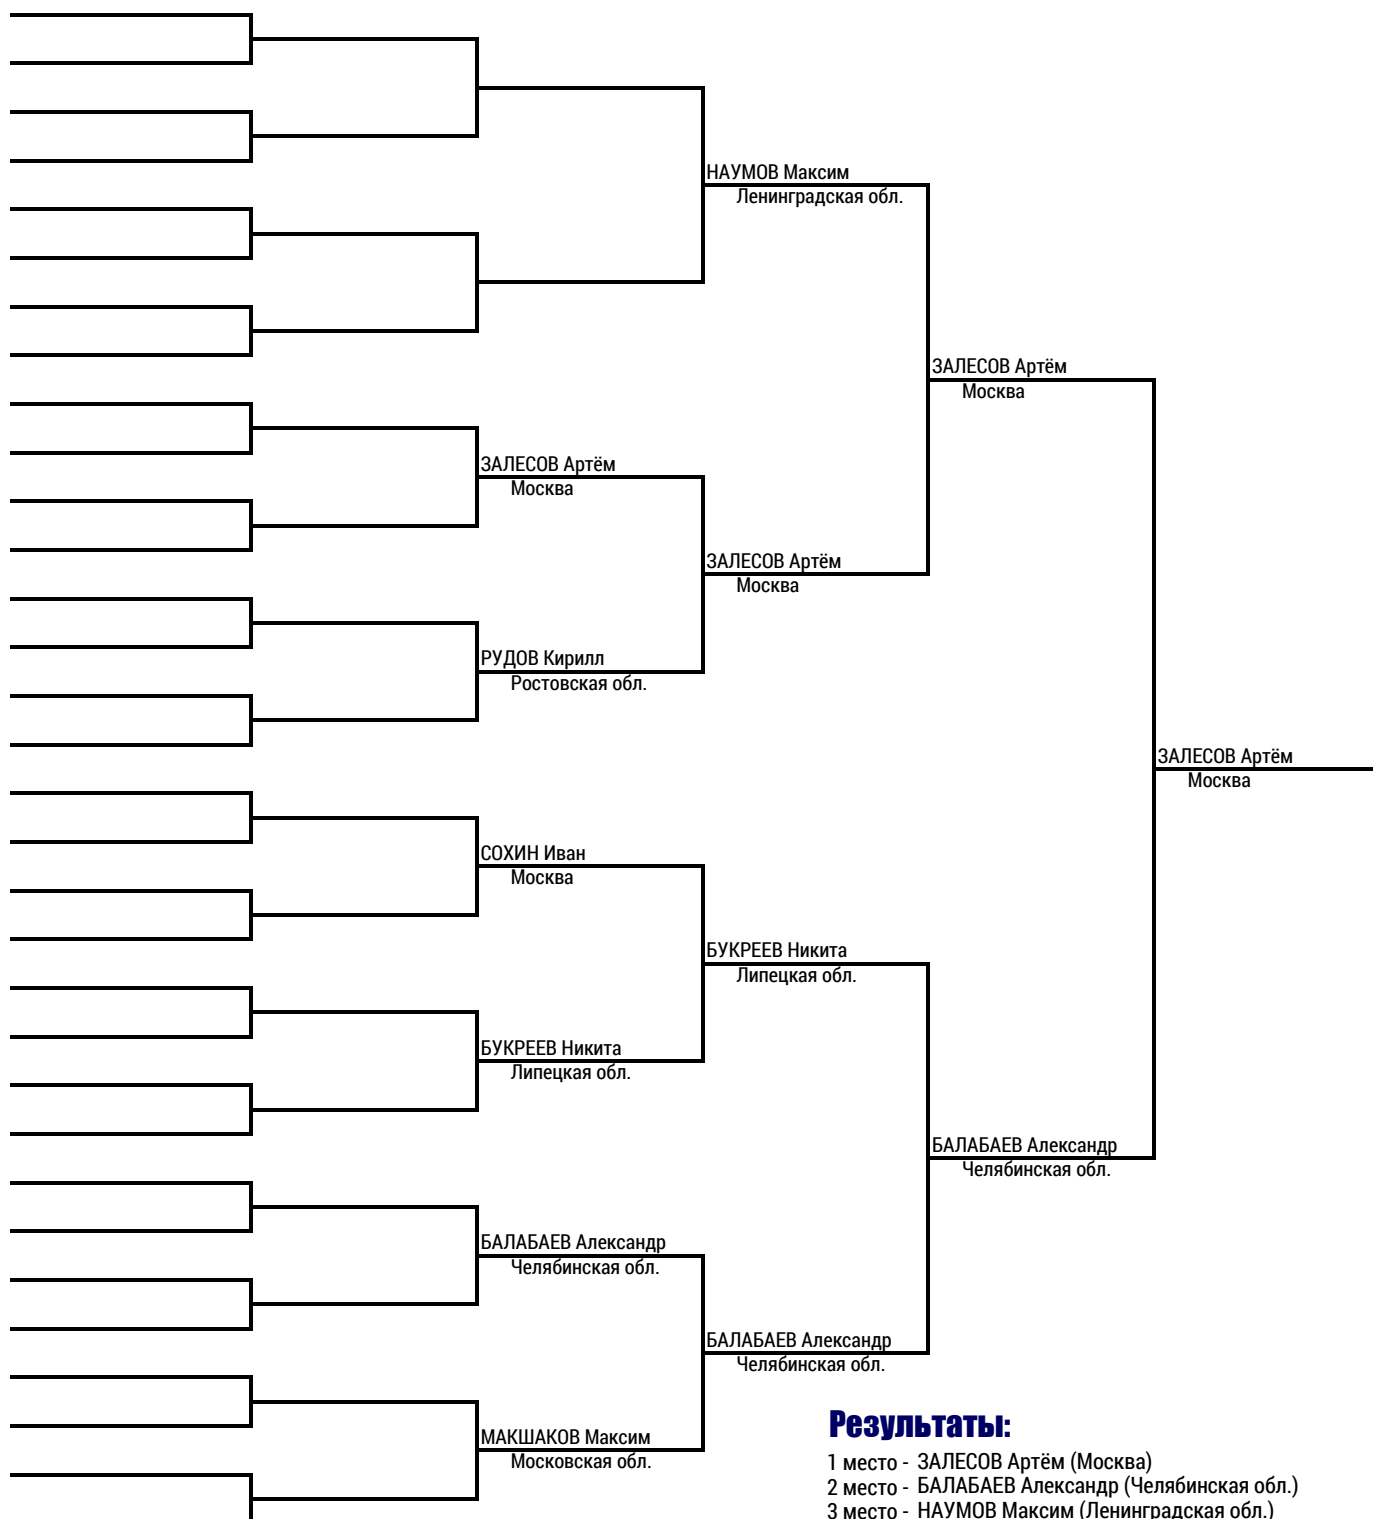 НАУМОВ Максим
Ленинградская обл.
ЗАЛЕСОВ Артём
Москва
ЗАЛЕСОВ Артём
Москва
ЗАЛЕСОВ Артём
Москва
РУДОВ Кирилл
Ростовская обл.
ЗАЛЕСОВ Артём
Москва
СОХИН Иван
Москва
БУКРЕЕВ Никита
Липецкая обл.
БУКРЕЕВ Никита
Липецкая обл.
БАЛАБАЕВ Александр
Челябинская обл.
БАЛАБАЕВ Александр
Челябинская обл.
БАЛАБАЕВ Александр
Челябинская обл.
МАКШАКОВ Максим
Московская обл.
Результаты:
1 место - ЗАЛЕСОВ Артём (Москва)
2 место - БАЛАБАЕВ Александр (Челябинская обл.)
3 место - НАУМОВ Максим (Ленинградская обл.)